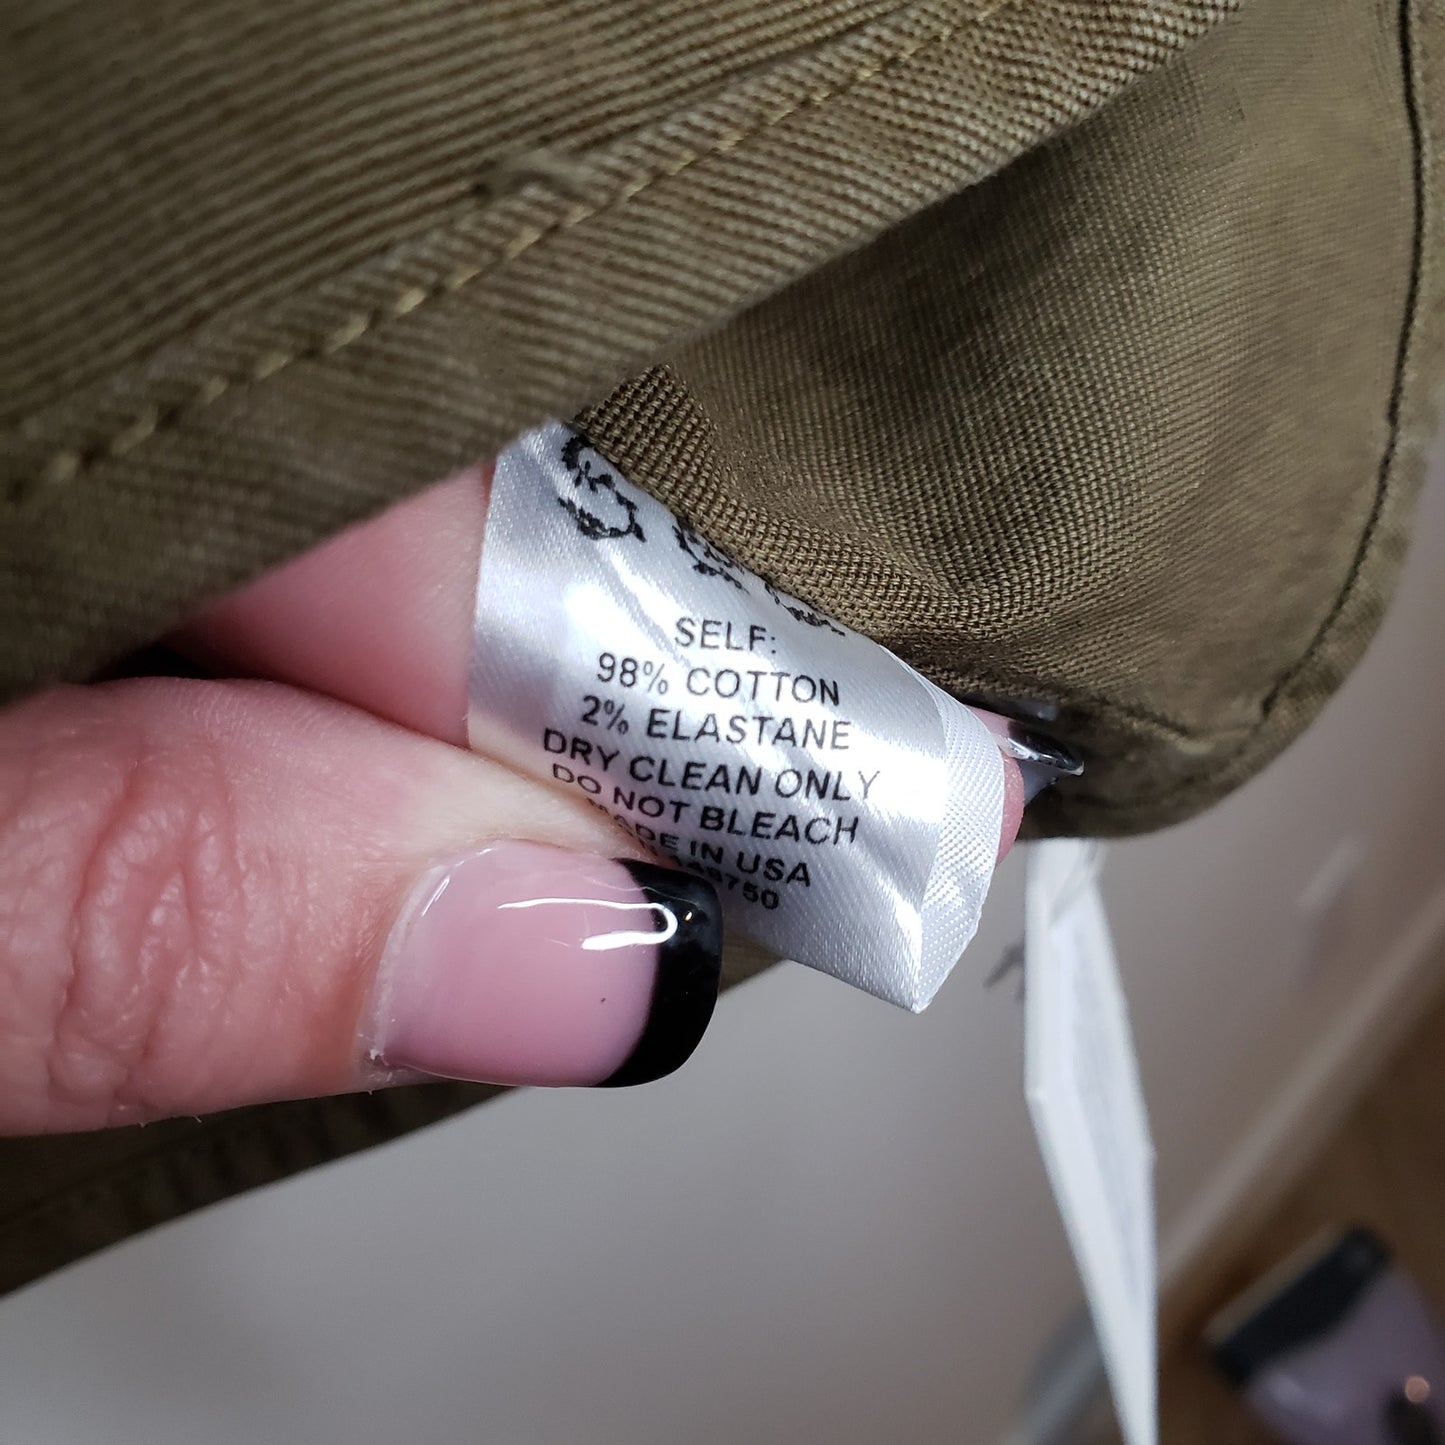 SELF:
98% COTTON
2% ELASTANE
DRY CLEAN ONLY
DO NOT BLEACH
MADE IN USA